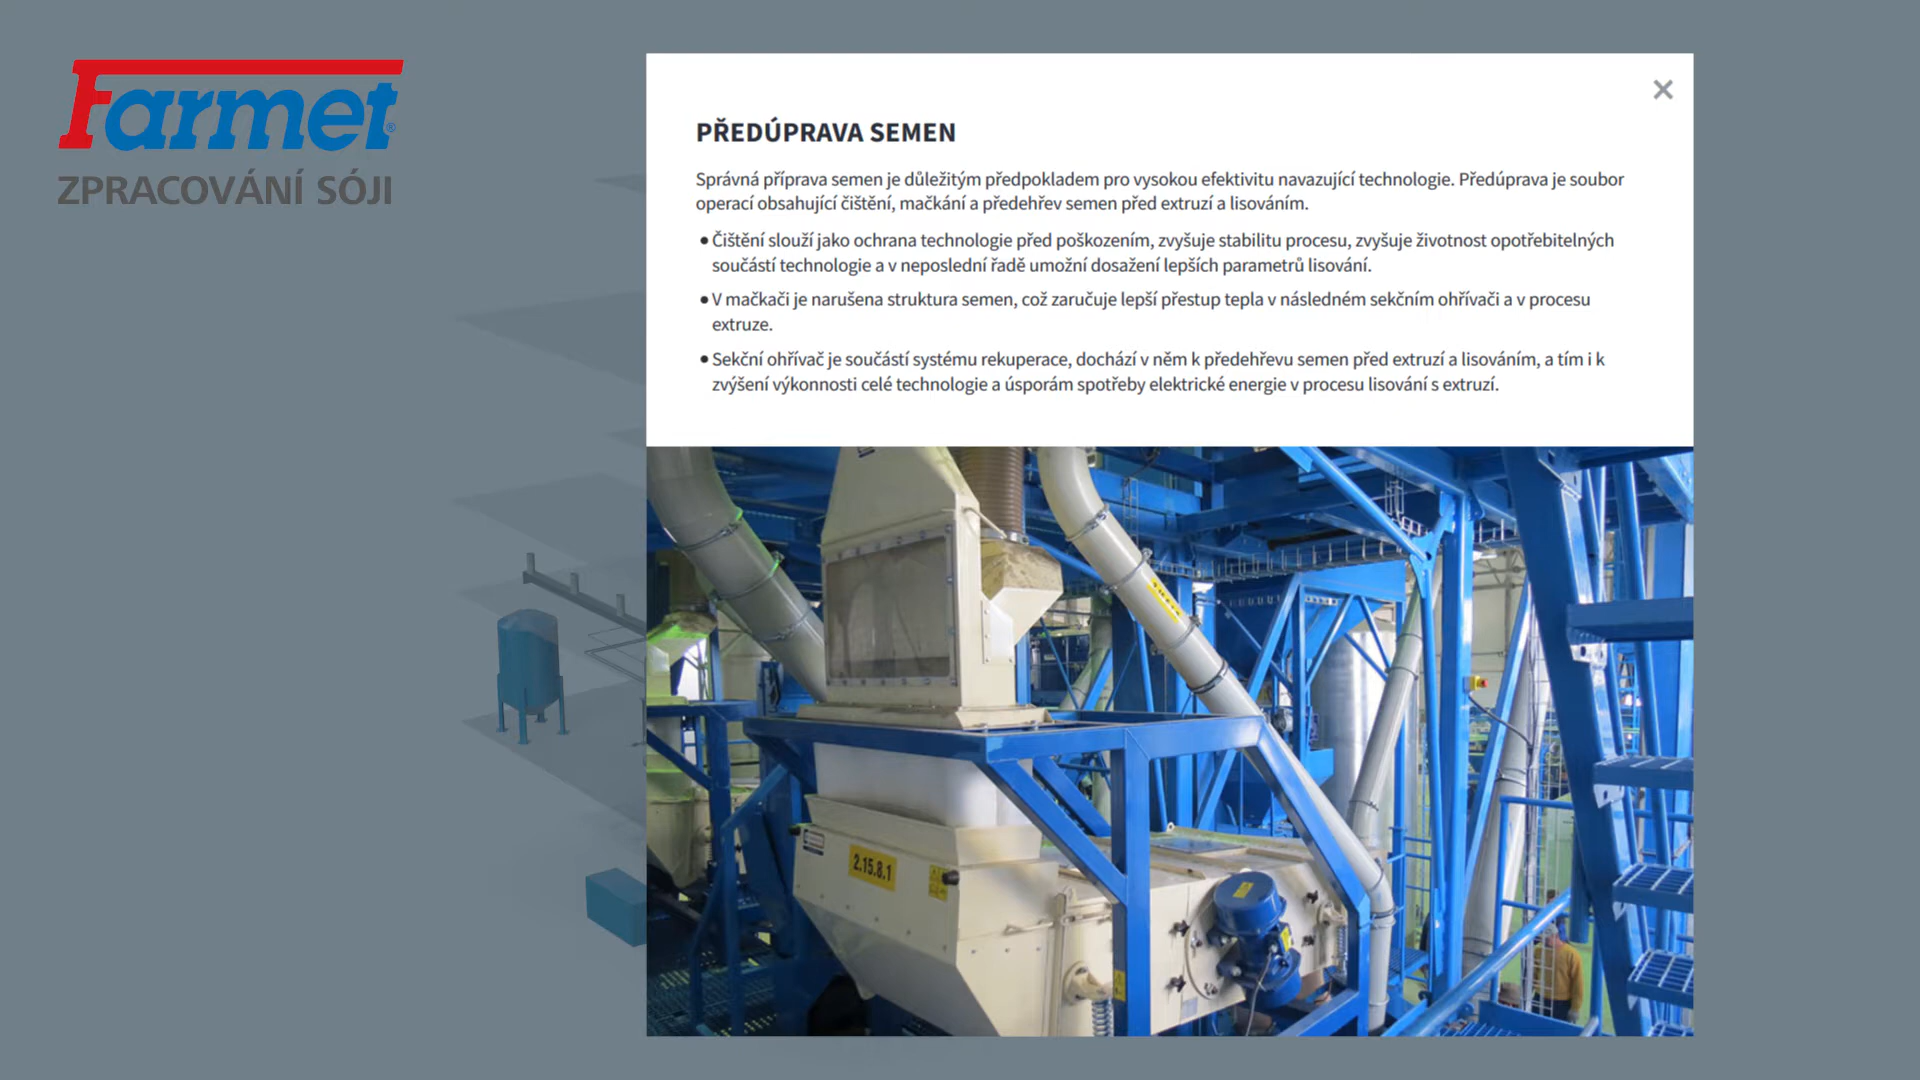 Farmet®
ZPRACOVÁNÍ SÓJI
PŘEDÚPRAVA SEMEN
Správná příprava semen je důležitým předpokladem pro vysokou efektivitu navazující technologie. Předúprava je soubor
operací obsahující čištění, mačkání a předehřev semen před extruzí a lisováním.
• Čištění slouží jako ochrana technologie před poškozením, zvyšuje stabilitu procesu, zvyšuje životnost opotřebitelných
součástí technologie a v neposlední řadě umožní dosažení lepších parametrů lisování.
• V mačkači je narušena struktura semen, což zaručuje lepší přestup tepla v následném sekčním ohřívači a v procesu
extruze.
• Sekční ohřívač je součástí systému rekuperace, dochází v něm k předehřevu semen před extruzí a lisováním, a tím i k
zvýšení výkonnosti celé technologie a úsporám spotřeby elektrické energie v procesu lisování s extruzí.
2.15.8.1